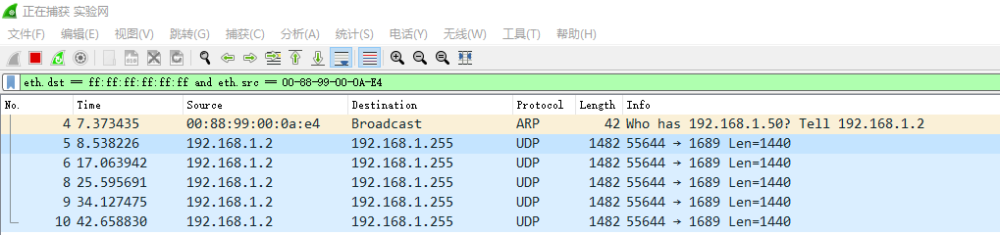 正在捕获 实验网
文件(F) 编辑(E) 视图(V) 跳转(G) 捕获(C) 分析(A) 统计(S) 电话(Y) 无线(W) 工具(T) 帮助(H)
eth.dst == ff:ff:ff:ff:ff:ff and eth.src == 00-88-99-00-0A-E4
No. Time Source Destination Protocol Length Info
4 7.373435 00:88:99:00:0a:e4 Broadcast ARP 42 Who has 192.168.1.50? Tell 192.168.1.2
5 8.538226 192.168.1.2 192.168.1.255 UDP 1482 55644 → 1689 Len=1440
6 17.063942 192.168.1.2 192.168.1.255 UDP 1482 55644 → 1689 Len=1440
8 25.595691 192.168.1.2 192.168.1.255 UDP 1482 55644 → 1689 Len=1440
9 34.127475 192.168.1.2 192.168.1.255 UDP 1482 55644 → 1689 Len=1440
10 42.658830 192.168.1.2 192.168.1.255 UDP 1482 55644 → 1689 Len=1440